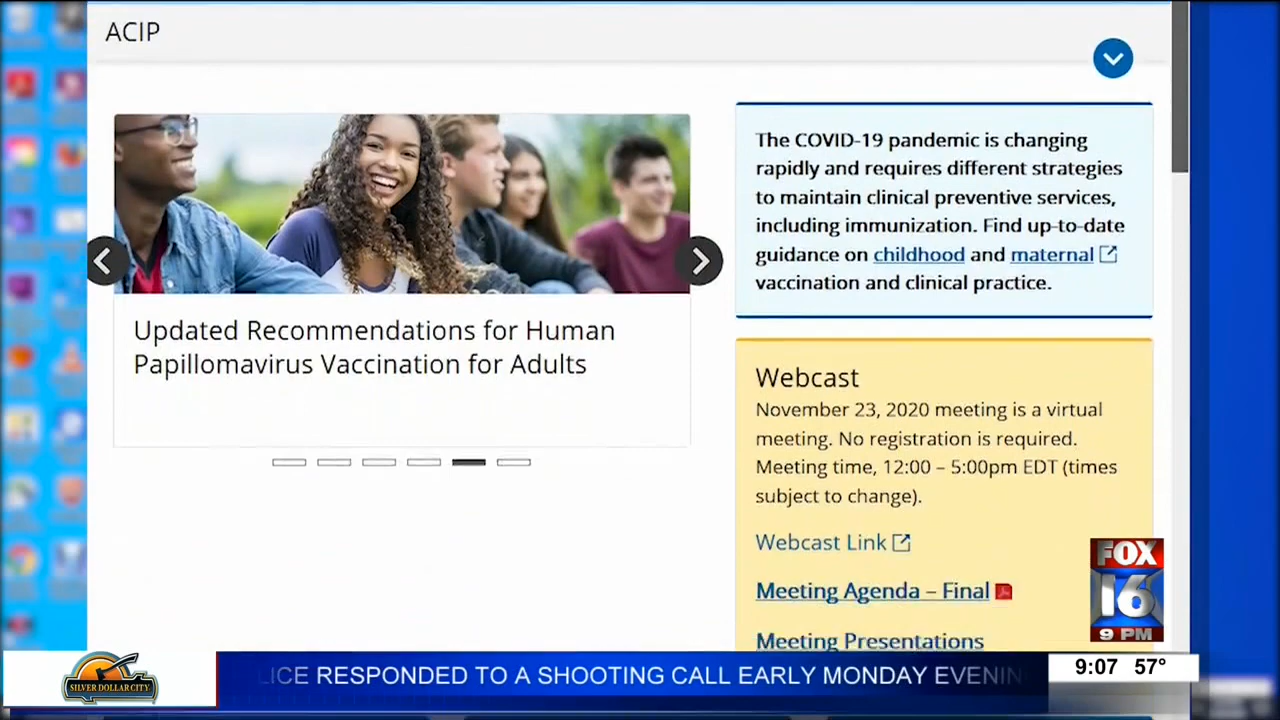 ACIP
Updated Recommendations for Human
Papillomavirus Vaccination for Adults
The COVID-19 pandemic is changing
rapidly and requires different strategies
to maintain clinical preventive services,
including immunization. Find up-to-date
guidance on childhood and maternal
vaccination and clinical practice.
Webcast
November 23, 2020 meeting is a virtual
meeting. No registration is required.
Meeting time, 12:00 – 5:00pm EDT (times
subject to change).
Webcast Link
Meeting Agenda – Final
Meeting Presentations
FOX
16
9 PM
SILVER DOLLAR CITY
LICE RESPONDED TO A SHOOTING CALL EARLY MONDAY EVENIN
9:07 57°